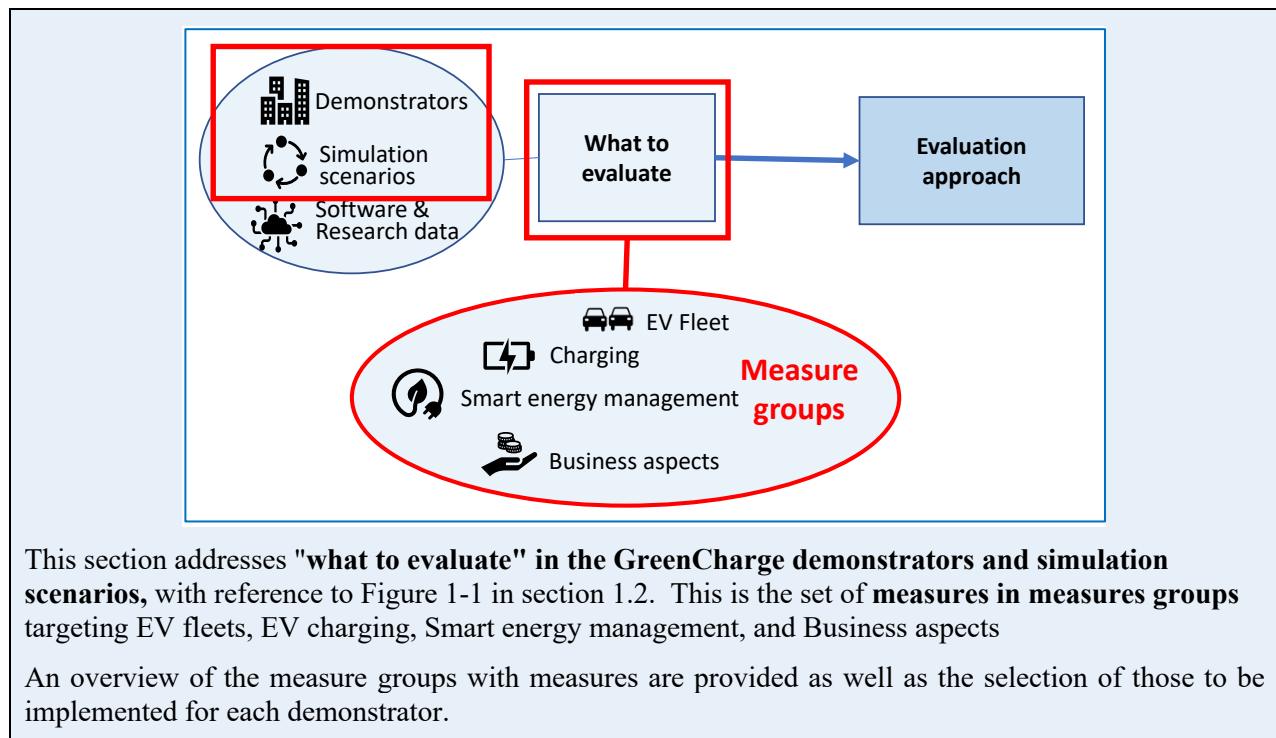 Demonstrators
Simulation
scenarios
Software &
Research data
What to
evaluate
Evaluation
approach
EV Fleet
Charging
Smart energy management
Business aspects
Measure
groups
This section addresses "what to evaluate" in the GreenCharge demonstrators and simulation
scenarios, with reference to Figure 1-1 in section 1.2.  This is the set of measures in measures groups
targeting EV fleets, EV charging, Smart energy management, and Business aspects
An overview of the measure groups with measures are provided as well as the selection of those to be
implemented for each demonstrator.